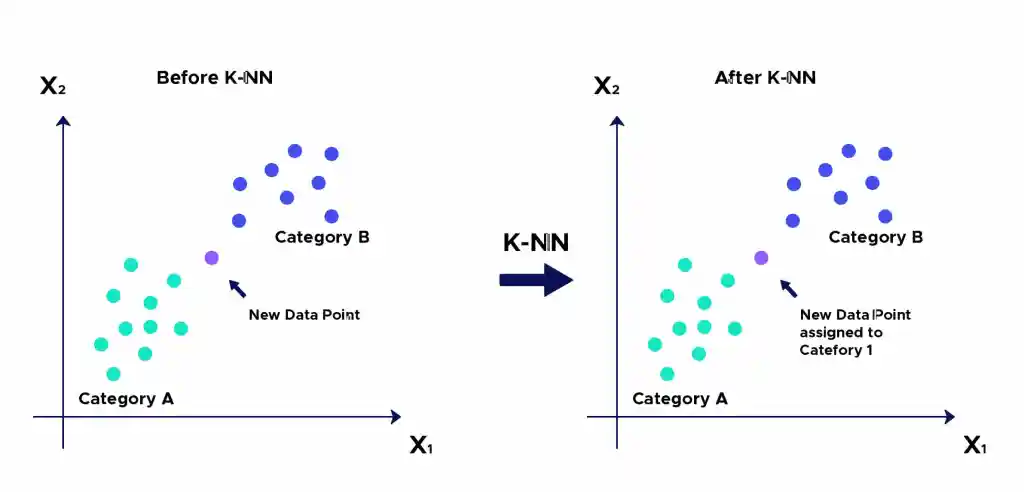 Before K-NN
X2
Category B
New Data Point
Category A
X1
K-NN
After K-NN
X2
Category B
New Data Point
assigned to
Catefory 1
Category A
X1